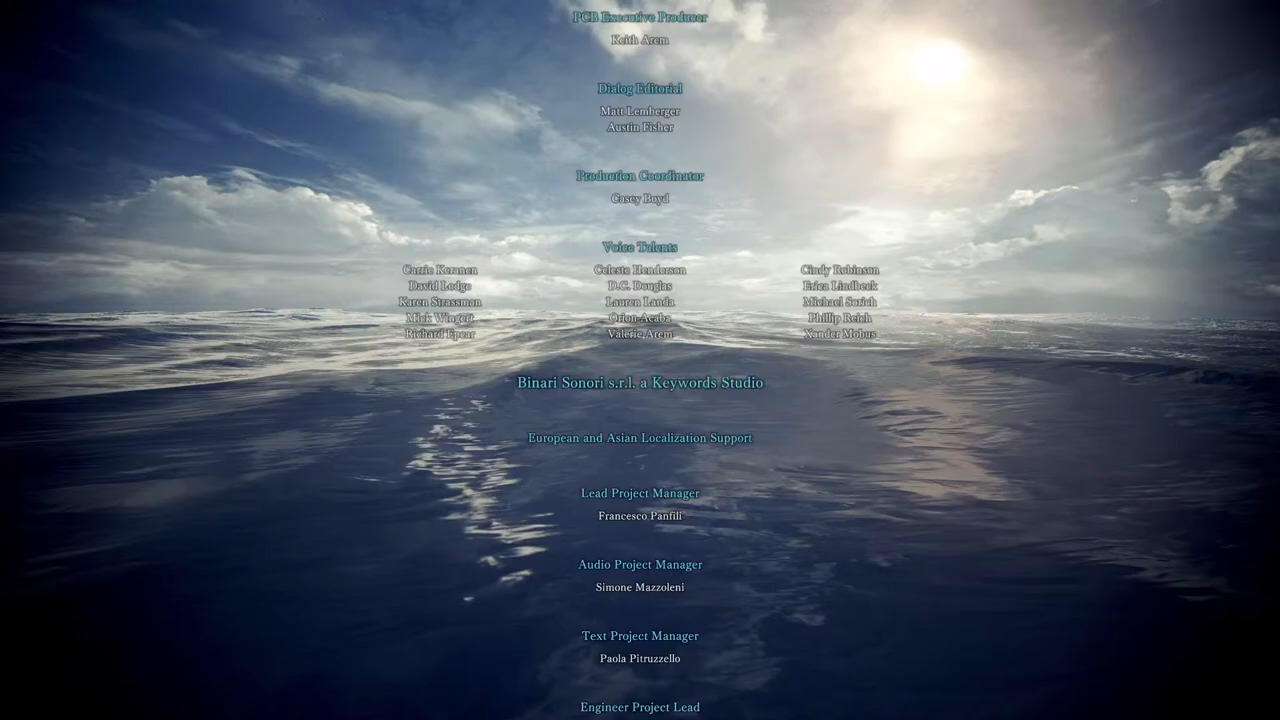 PCB Executive Producer
Keith Arem
Dialog Editorial
Matt Lemberger
Austin Fisher
Production Coordinator
Casey Boyd
Voice Talents
Carrie Keranen Celeste Henderson Cindy Robinson
David Lodge D.C. Douglas Erica Lindbeck
Karen Strassman Lauren Landa Michael Sorich
Mick Wingert Orion Acaba Phillip Reich
Richard Epcar Valerie Arem Xander Mobus
Binari Sonori s.r.l. a Keywords Studio
European and Asian Localization Support
Lead Project Manager
Francesco Panfili
Audio Project Manager
Simone Mazzoleni
Text Project Manager
Paola Pitruzzello
Engineer Project Lead